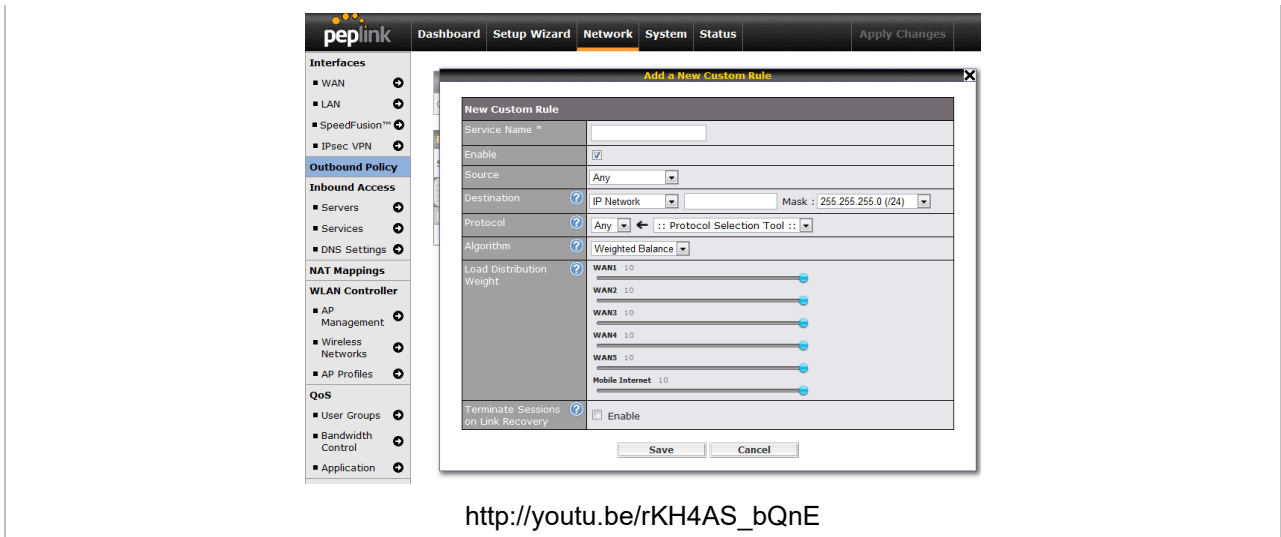 peplink
Dashboard Setup Wizard Network System Status Apply Changes
Interfaces
WAN
LAN
SpeedFusion™
IPsec VPN
Outbound Policy
Inbound Access
Servers
Services
DNS Settings
NAT Mappings
WLAN Controller
AP
Management
Wireless
Networks
AP Profiles
QoS
User Groups
Bandwidth
Control
Application
Add a New Custom Rule
New Custom Rule
Service Name *
Enable
Source Any
Destination ? IP Network Mask : 255.255.255.0 (/24)
Protocol ? Any :: Protocol Selection Tool ::
Algorithm ? Weighted Balance
Load Distribution ?
Weight
WAN1 10
WAN2 10
WAN3 10
WAN4 10
WAN5 10
Mobile Internet 10
Terminate Sessions ?
on Link Recovery
Enable
Save Cancel
http://youtu.be/rKH4AS_bQnE